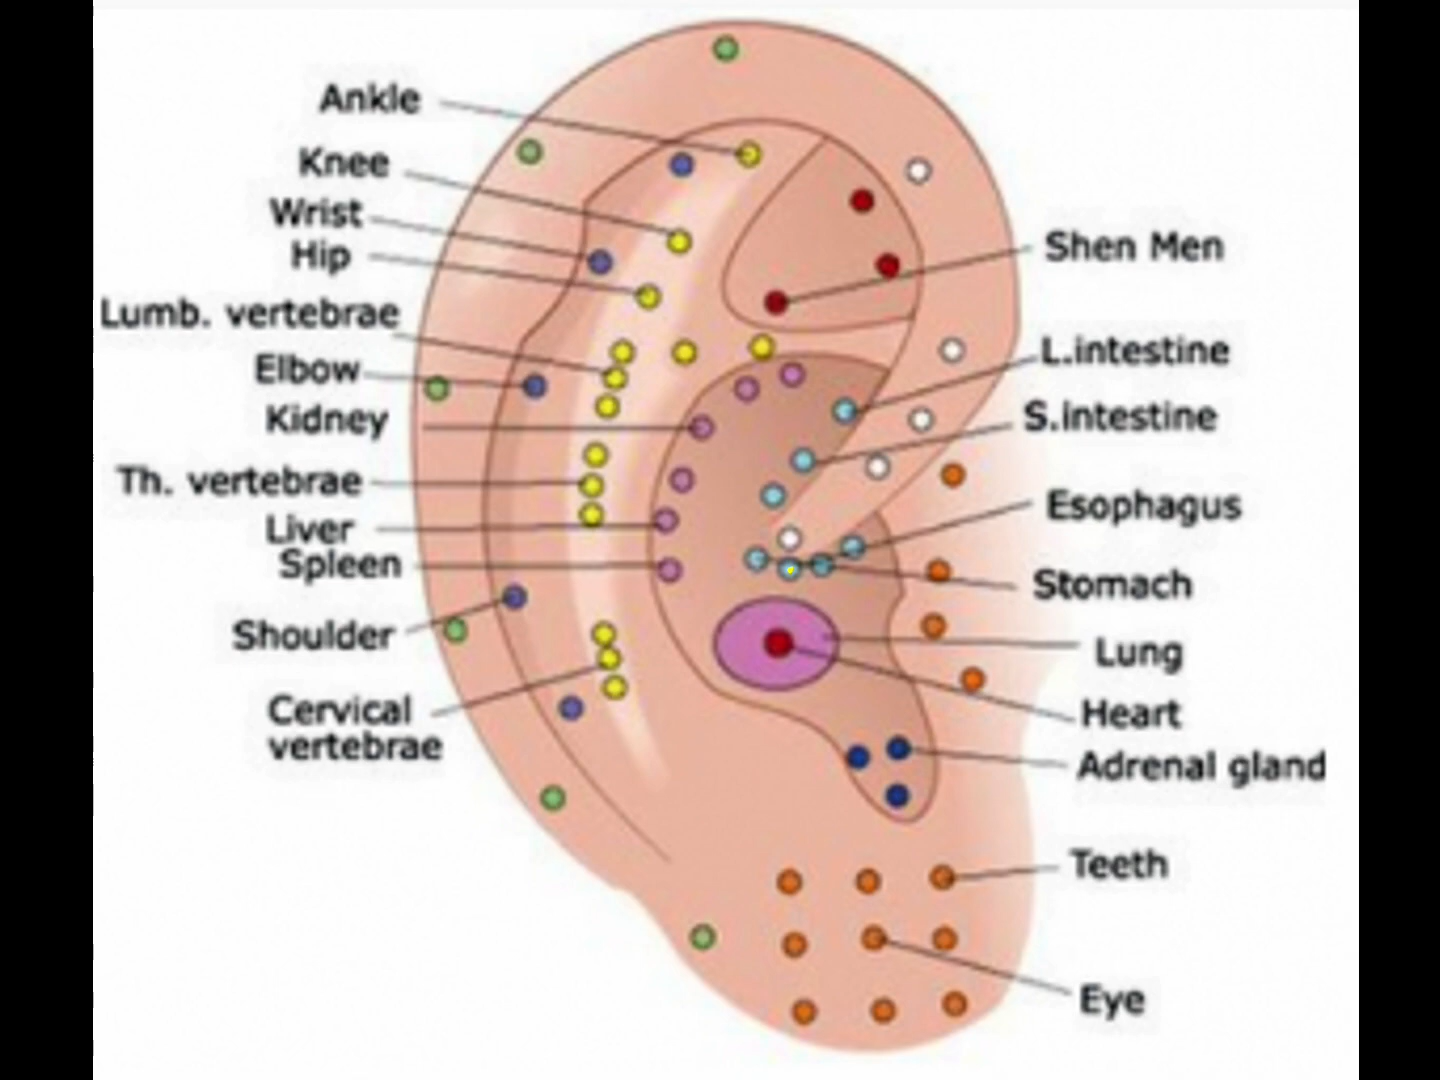 Ankle
Knee
Wrist
Hip
Lumb. vertebrae
Elbow
Kidney
Th. vertebrae
Liver
Spleen
Shoulder
Cervical
vertebrae
Shen Men
L.intestine
S.intestine
Esophagus
Stomach
Lung
Heart
Adrenal gland
Teeth
Eye